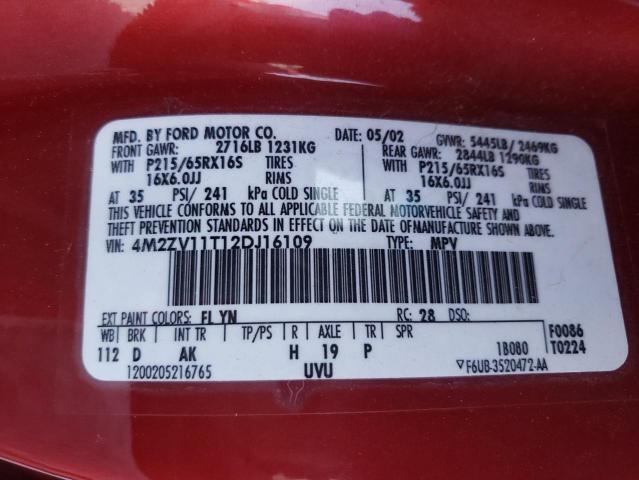 MFD. BY FORD MOTOR CO. 05/02 GVWR: 5445LB/ 2469KG
FRONT GAWR: 2716LB 1231KG REAR GAWR: 2844LB 1290KG
WITH P215/65RX16S TIRES WITH P215/65RX16S TIRES
16X6.0JJ RIMS 16X6.0JJ RIMS
AT 35 PSI/ 241 kPa COLD SINGLE AT 35 PSI/ 241 kPa COLD SINGLE
THIS VEHICLE CONFORMS TO ALL APPLICABLE FEDERAL MOTORVEHICLE SAFETY AND
THEFT PREVENTION STANDARDS IN EFFECT ON THE DATE OF MANUFACTURE SHOWN ABOVE.
VIN: 4M2ZV11T12DJ16109 TYPE: MPV
EXT PAINT COLORS: FL YN RC: 28 DSO:
WB BRK INT TR TP/PS R AXLE TR SPR F0086
112 D AK H 19 P 1B0B0 T0224
1200205216765 UVU F6UB-3520472-AA